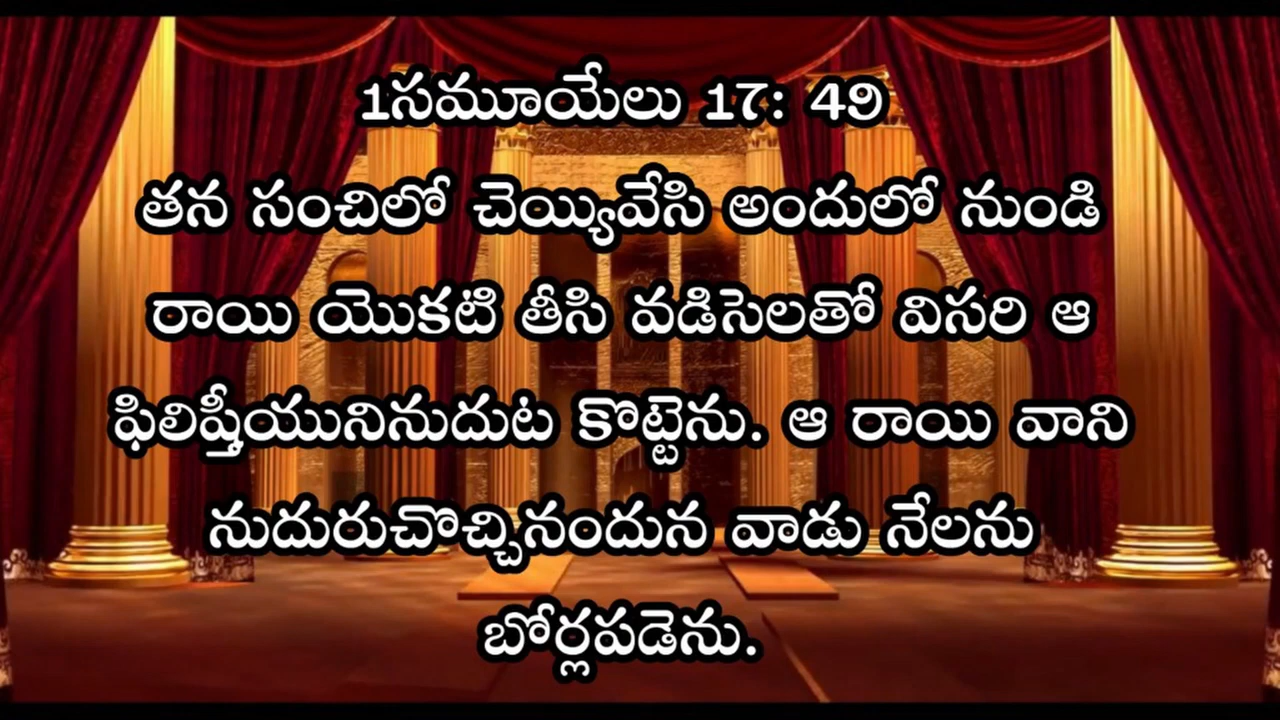 1సమూయేలు 17: 49
తన సంచిలో చెయ్యివేసి అందులో నుండి
రాయి యొకటి తీసి వడిసెలతో విసరి ఆ
ఫిలిష్తీయునినుదుట కొట్టెను. ఆ రాయి వాని
నుదురుచొచ్చినందున వాడు నేలను
బోర్లపడెను.